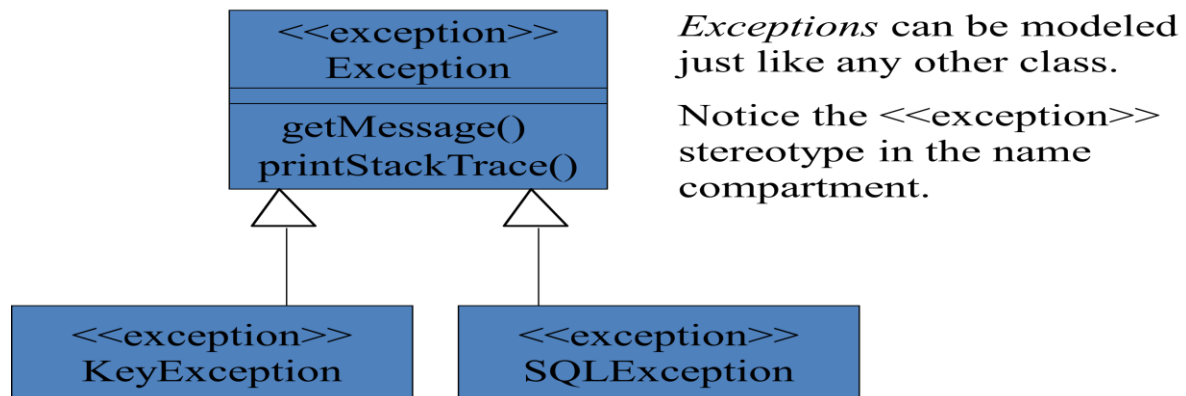 <<exception>>
Exception
getMessage()
printStackTrace()
Exceptions can be modeled
just like any other class.
Notice the <<exception>>
stereotype in the name
compartment.
<<exception>>
KeyException
<<exception>>
SQLException